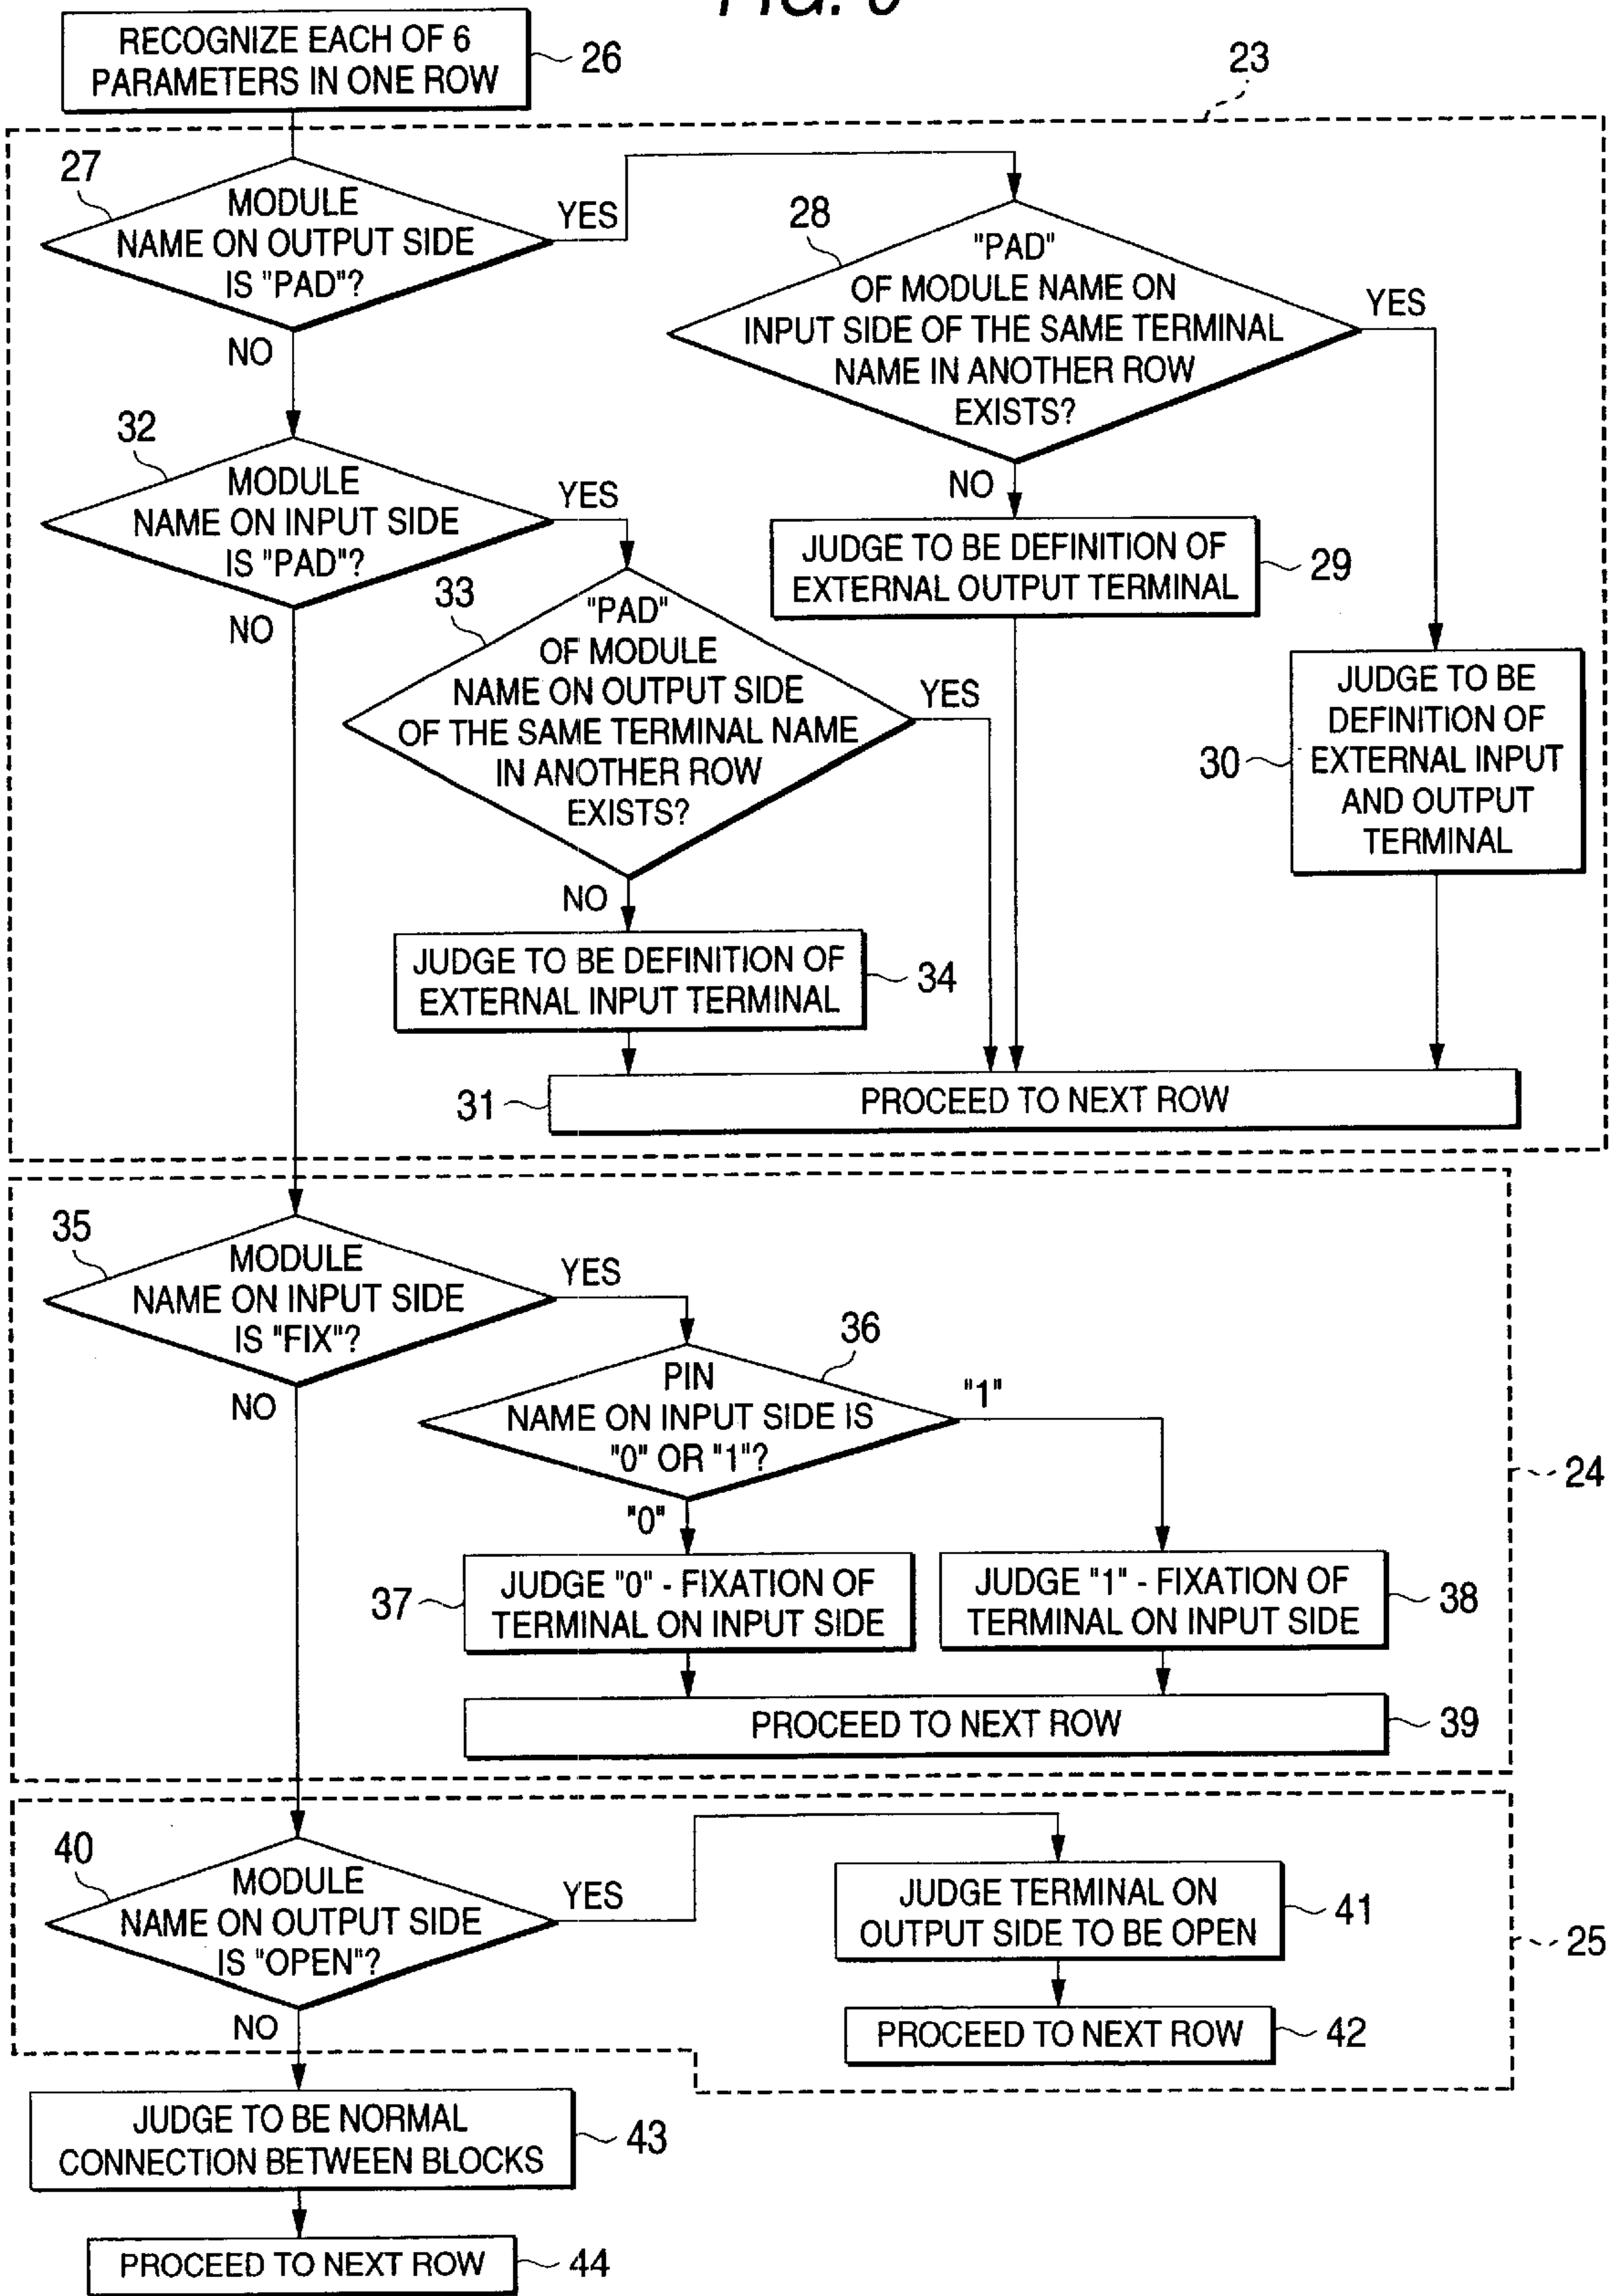 RECOGNIZE EACH OF 6
PARAMETERS IN ONE ROW
26
23
27
MODULE
NAME ON OUTPUT SIDE
IS "PAD"?
YES
NO
28
"PAD"
OF MODULE NAME ON
INPUT SIDE OF THE SAME TERMINAL
NAME IN ANOTHER ROW
EXISTS?
YES
NO
32
MODULE
NAME ON INPUT SIDE
IS "PAD"?
YES
NO
JUDGE TO BE DEFINITION OF
EXTERNAL OUTPUT TERMINAL
29
33
"PAD"
OF MODULE
NAME ON OUTPUT SIDE
OF THE SAME TERMINAL NAME
IN ANOTHER ROW
EXISTS?
YES
NO
30
JUDGE TO BE
DEFINITION OF
EXTERNAL INPUT
AND OUTPUT
TERMINAL
JUDGE TO BE DEFINITION OF
EXTERNAL INPUT TERMINAL
34
31
PROCEED TO NEXT ROW
35
MODULE
NAME ON INPUT SIDE
IS "FIX"?
YES
NO
36
PIN
NAME ON INPUT SIDE IS
"0" OR "1"?
"1"
"0"
24
37
JUDGE "0" - FIXATION OF
TERMINAL ON INPUT SIDE
JUDGE "1" - FIXATION OF
TERMINAL ON INPUT SIDE
38
PROCEED TO NEXT ROW
39
40
MODULE
NAME ON OUTPUT SIDE
IS "OPEN"?
YES
NO
JUDGE TERMINAL ON
OUTPUT SIDE TO BE OPEN
41
25
PROCEED TO NEXT ROW
42
JUDGE TO BE NORMAL
CONNECTION BETWEEN BLOCKS
43
PROCEED TO NEXT ROW
44